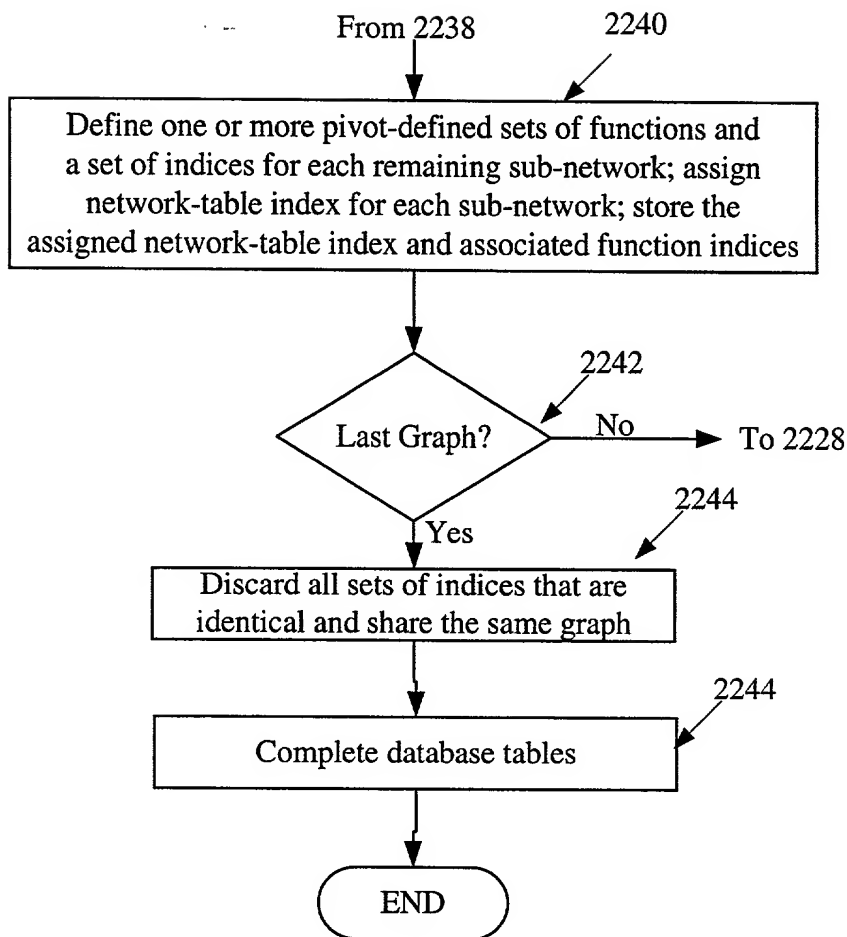 From 2238
2240
Define one or more pivot-defined sets of functions and
a set of indices for each remaining sub-network; assign
network-table index for each sub-network; store the
assigned network-table index and associated function indices
2242
Last Graph?
No
To 2228
Yes
2244
Discard all sets of indices that are
identical and share the same graph
2244
Complete database tables
END